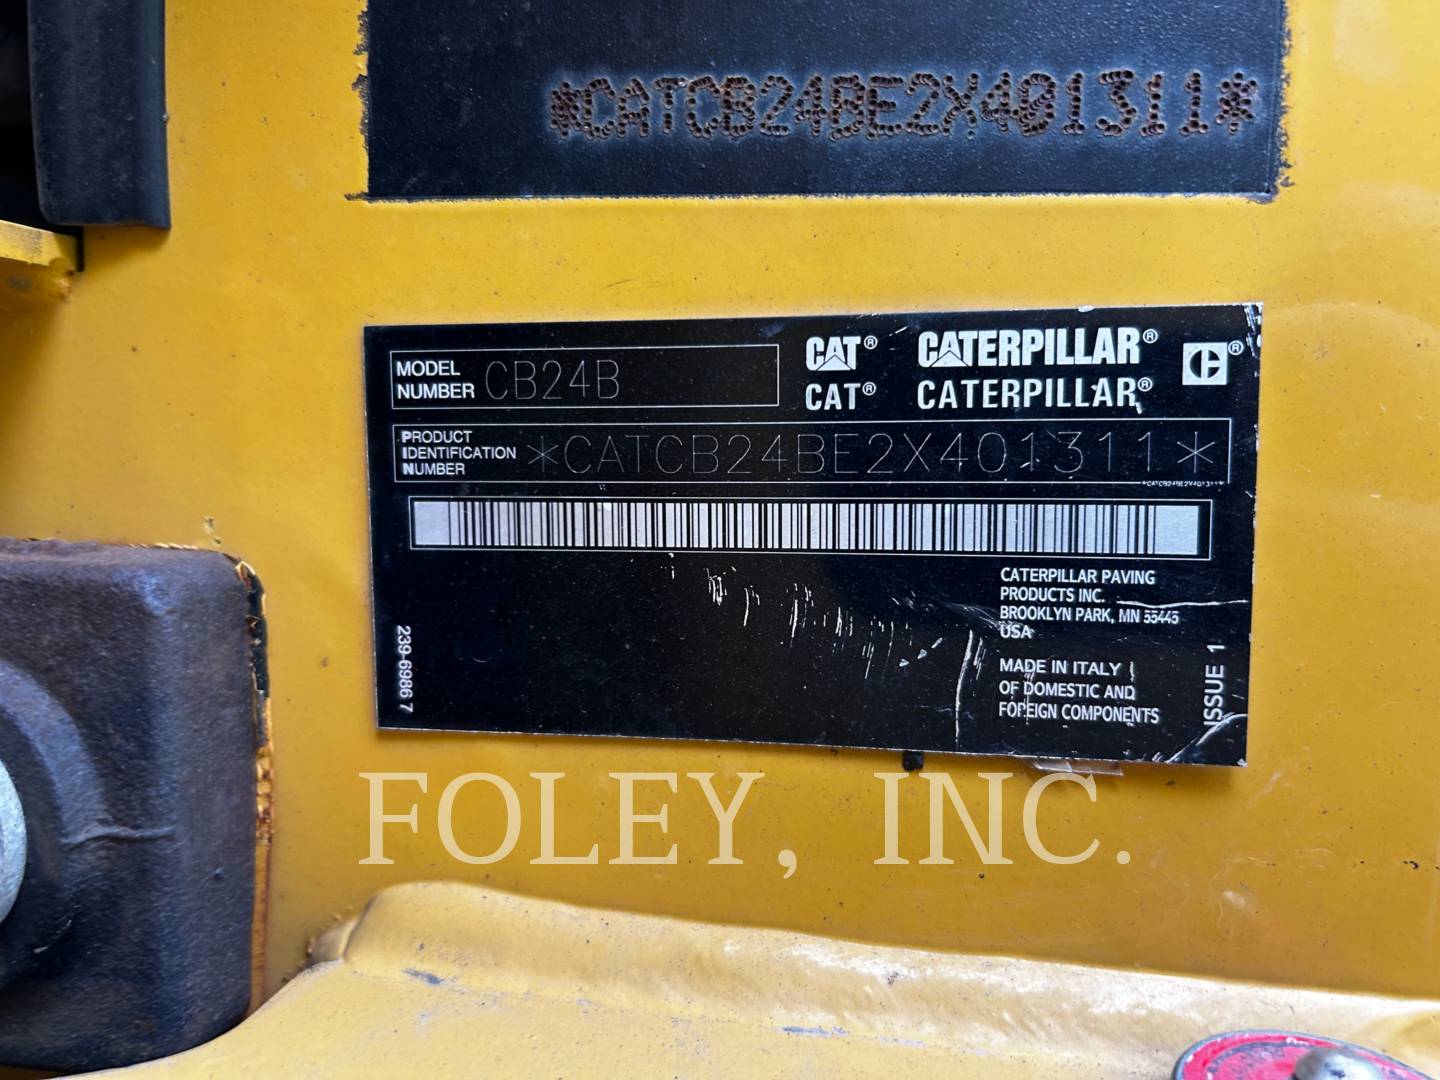 *CATCB24BE2X401311*
MODEL NUMBER CB24B
CAT® CATERPILLAR® C®
CAT® CATERPILLAR®
PRODUCT IDENTIFICATION NUMBER *CATCB24BE2X401311*
*CATCB24BE2X401311*
CATERPILLAR PAVING
PRODUCTS INC.
BROOKLYN PARK, MN 55445
USA
MADE IN ITALY
OF DOMESTIC AND
FOREIGN COMPONENTS
239-6986 7
ISSUE 1
FOLEY, INC.